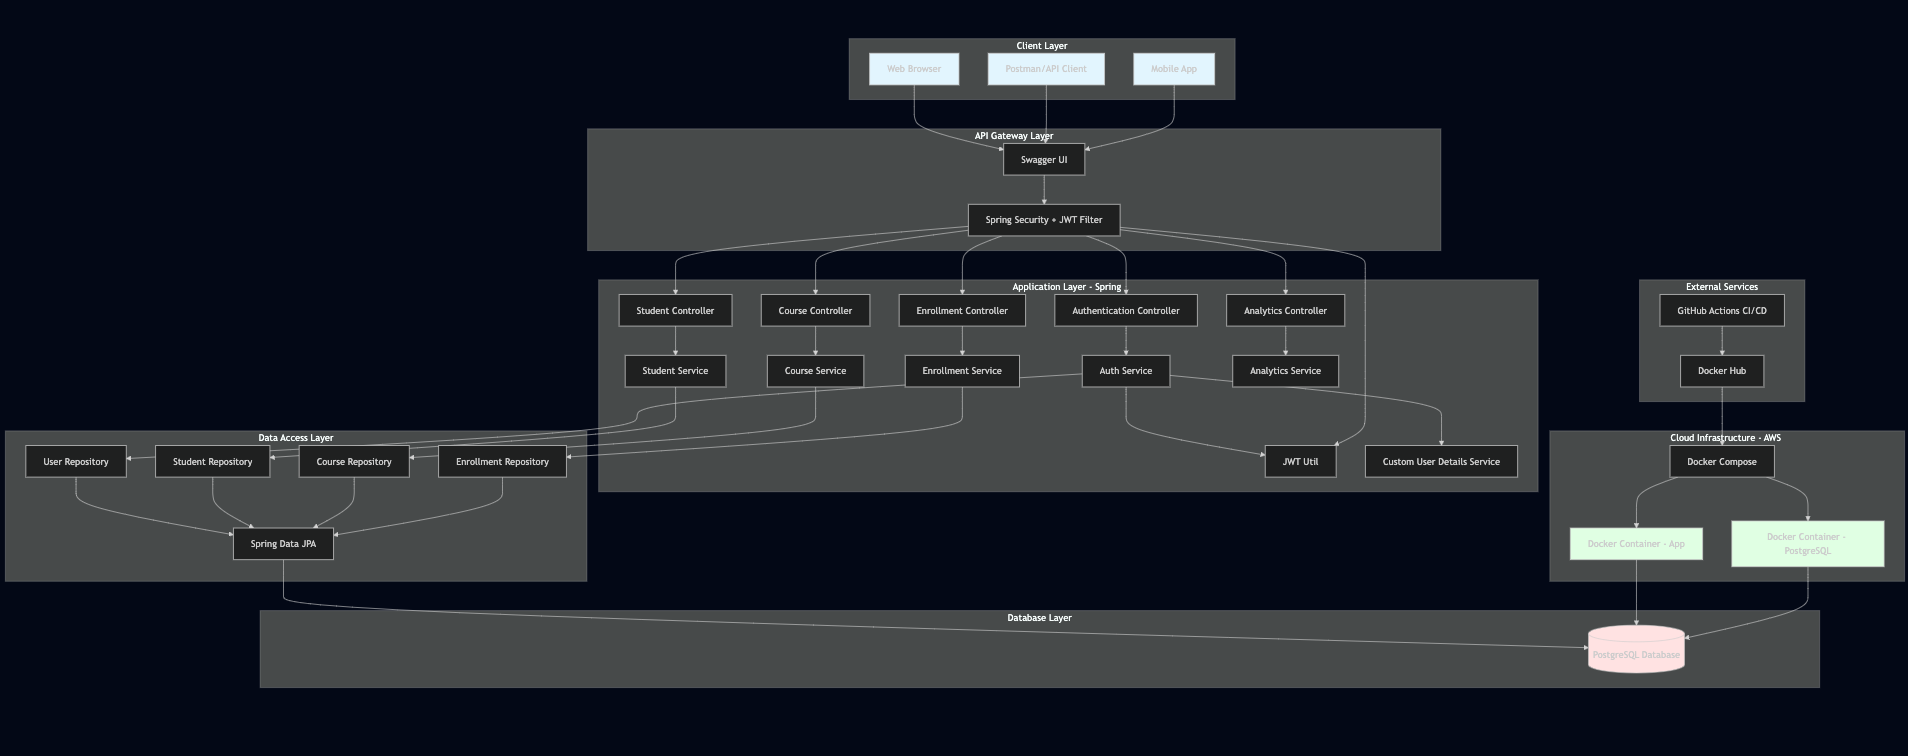 Client Layer
Web Browser
Postman/API Client
Mobile App
API Gateway Layer
Swagger UI
Spring Security + JWT Filter
Application Layer - Spring
Student Controller
Course Controller
Enrollment Controller
Authentication Controller
Analytics Controller
Student Service
Course Service
Enrollment Service
Auth Service
Analytics Service
JWT Util
Custom User Details Service
External Services
GitHub Actions CI/CD
Docker Hub
Data Access Layer
User Repository
Student Repository
Course Repository
Enrollment Repository
Spring Data JPA
Cloud Infrastructure - AWS
Docker Compose
Docker Container - App
Docker Container -
PostgreSQL
Database Layer
PostgreSQL Database